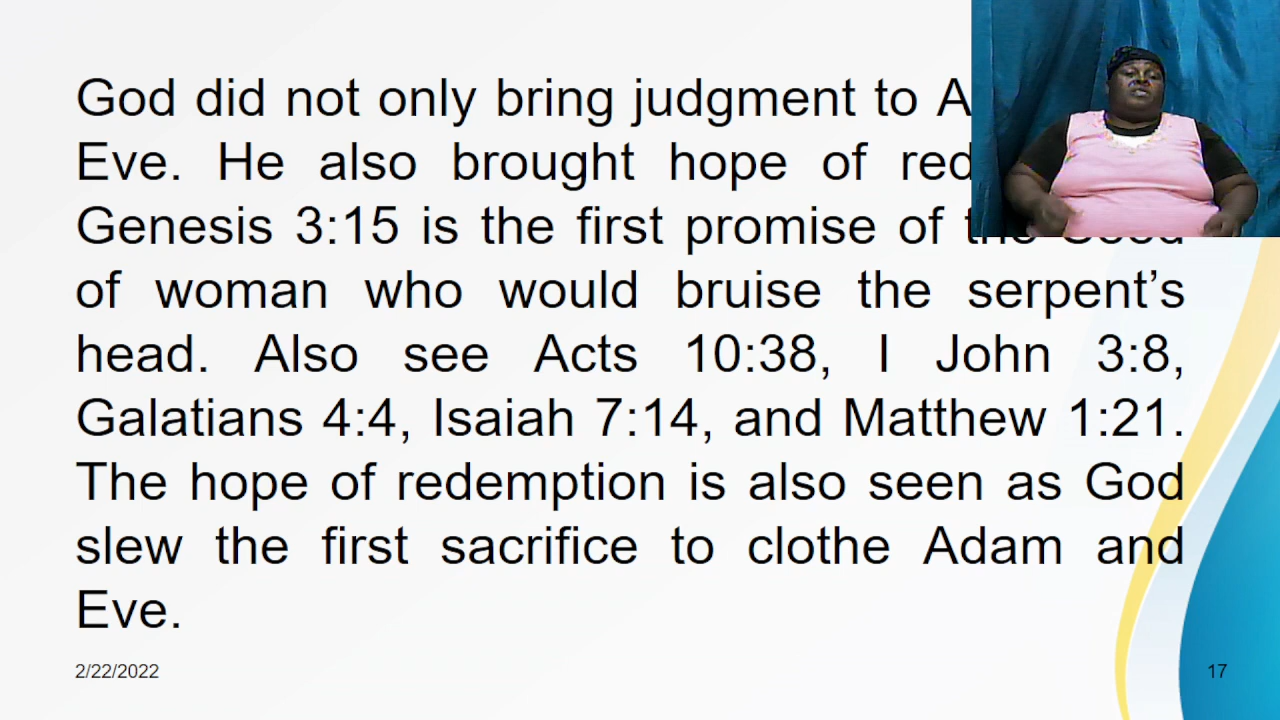 God did not only bring judgment to
Eve. He also brought hope of
Genesis 3:15 is the first promise of the Seed
of woman who would bruise the serpent’s
head. Also see Acts 10:38, I John 3:8,
Galatians 4:4, Isaiah 7:14, and Matthew 1:21.
The hope of redemption is also seen as God
slew the first sacrifice to clothe Adam and
Eve.
2/22/2022
17